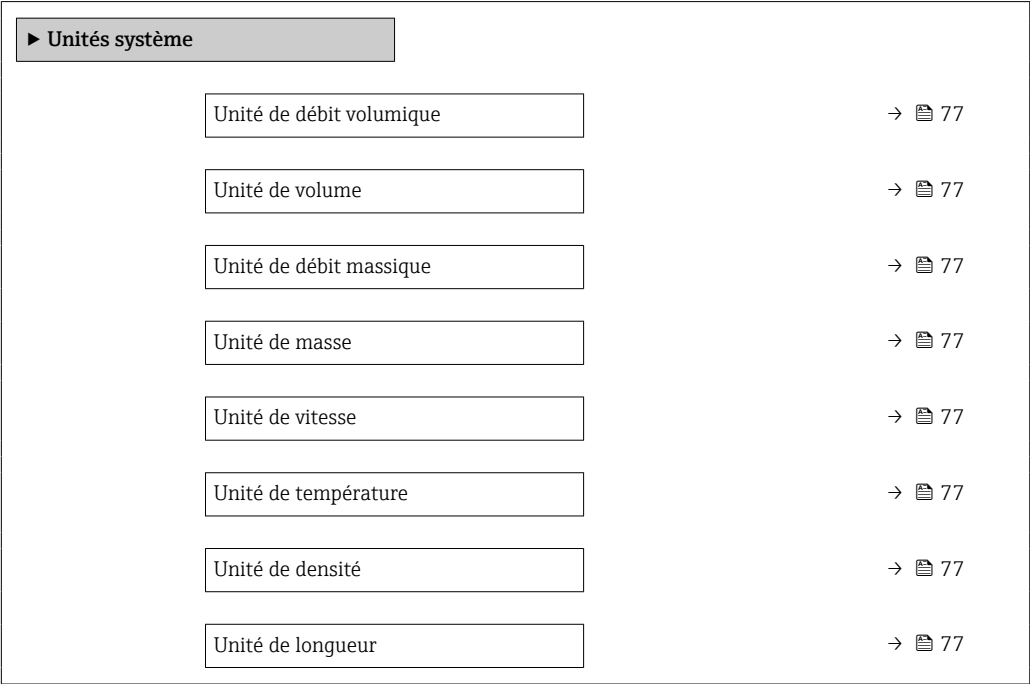 ▶ Unités système
Unité de débit volumique → 77
Unité de volume → 77
Unité de débit massique → 77
Unité de masse → 77
Unité de vitesse → 77
Unité de température → 77
Unité de densité → 77
Unité de longueur → 77